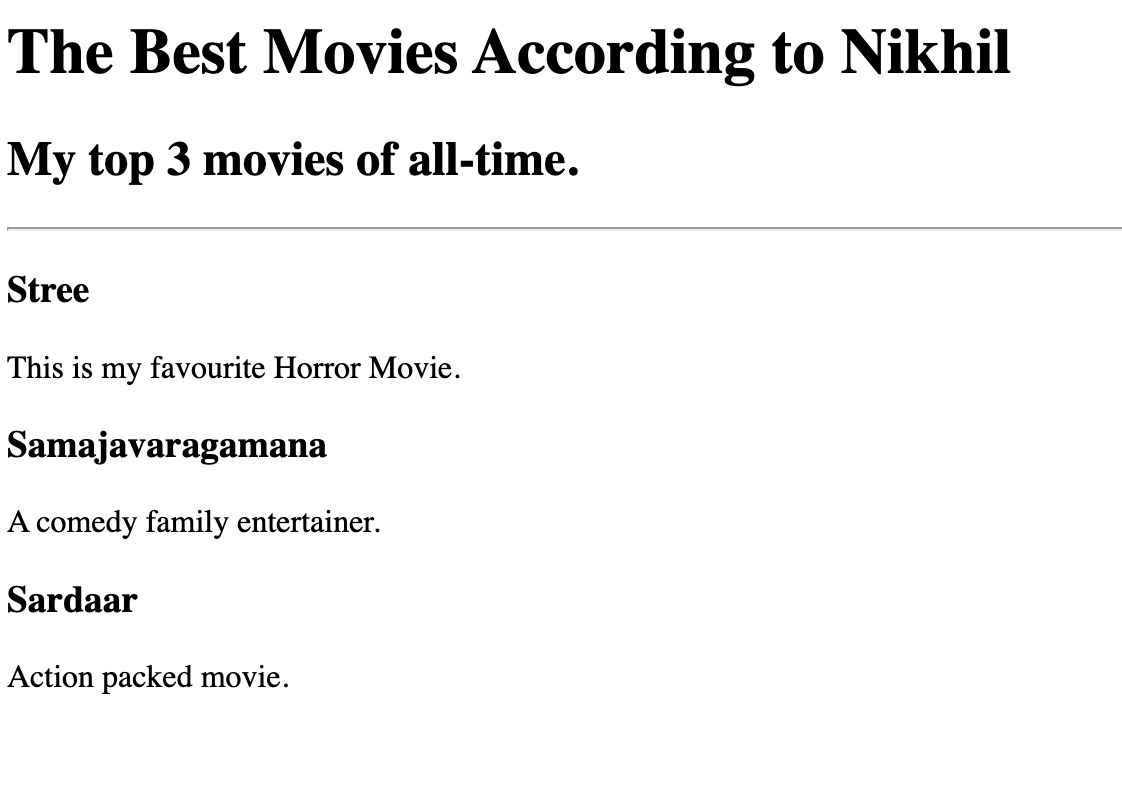 The Best Movies According to Nikhil
My top 3 movies of all-time.
Stree
This is my favourite Horror Movie.
Samajavaragamana
A comedy family entertainer.
Sardaar
Action packed movie.